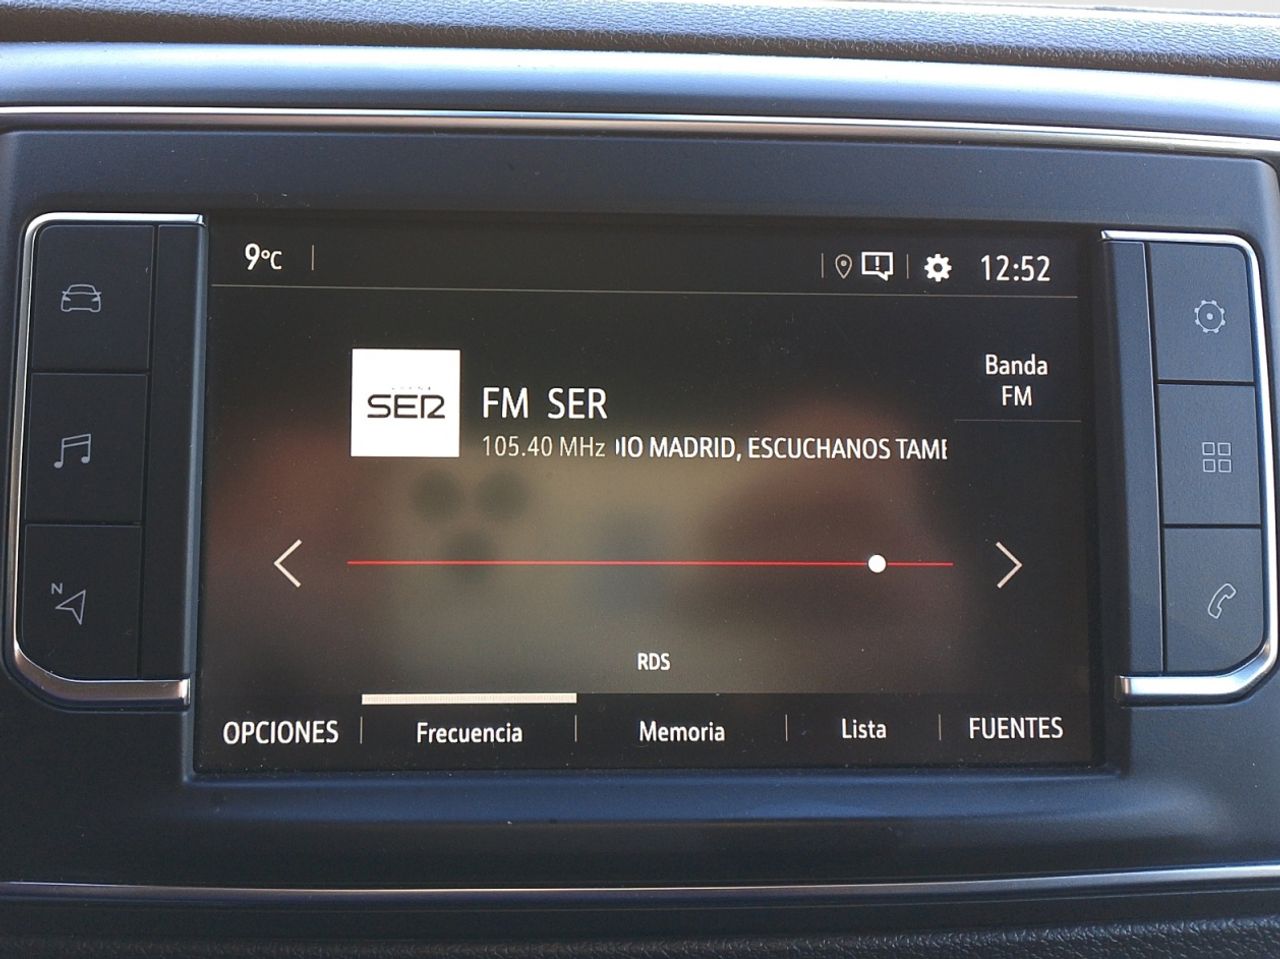 9°C
12:52
Banda
FM
SER
FM SER
105.40 MHz IO MADRID, ESCUCHANOS TAME
RDS
N
OPCIONES Frecuencia Memoria Lista FUENTES